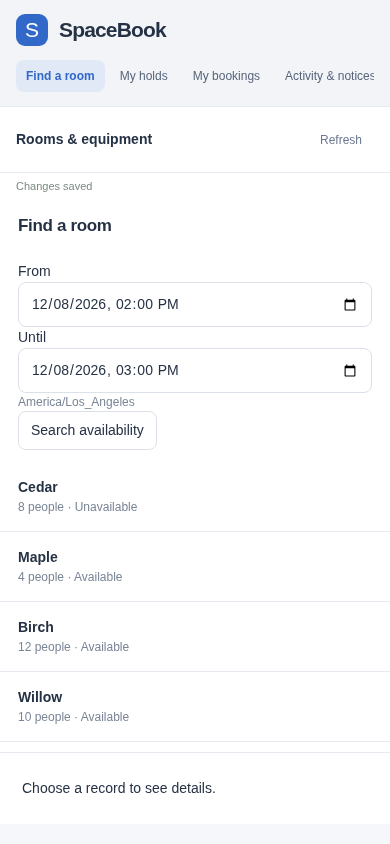 S SpaceBook
Find a room My holds My bookings Activity & notices
Rooms & equipment Refresh
Changes saved
Find a room
From
12/08/2026, 02:00 PM
Until
12/08/2026, 03:00 PM
America/Los_Angeles
Search availability
Cedar
8 people · Unavailable
Maple
4 people · Available
Birch
12 people · Available
Willow
10 people · Available
Choose a record to see details.